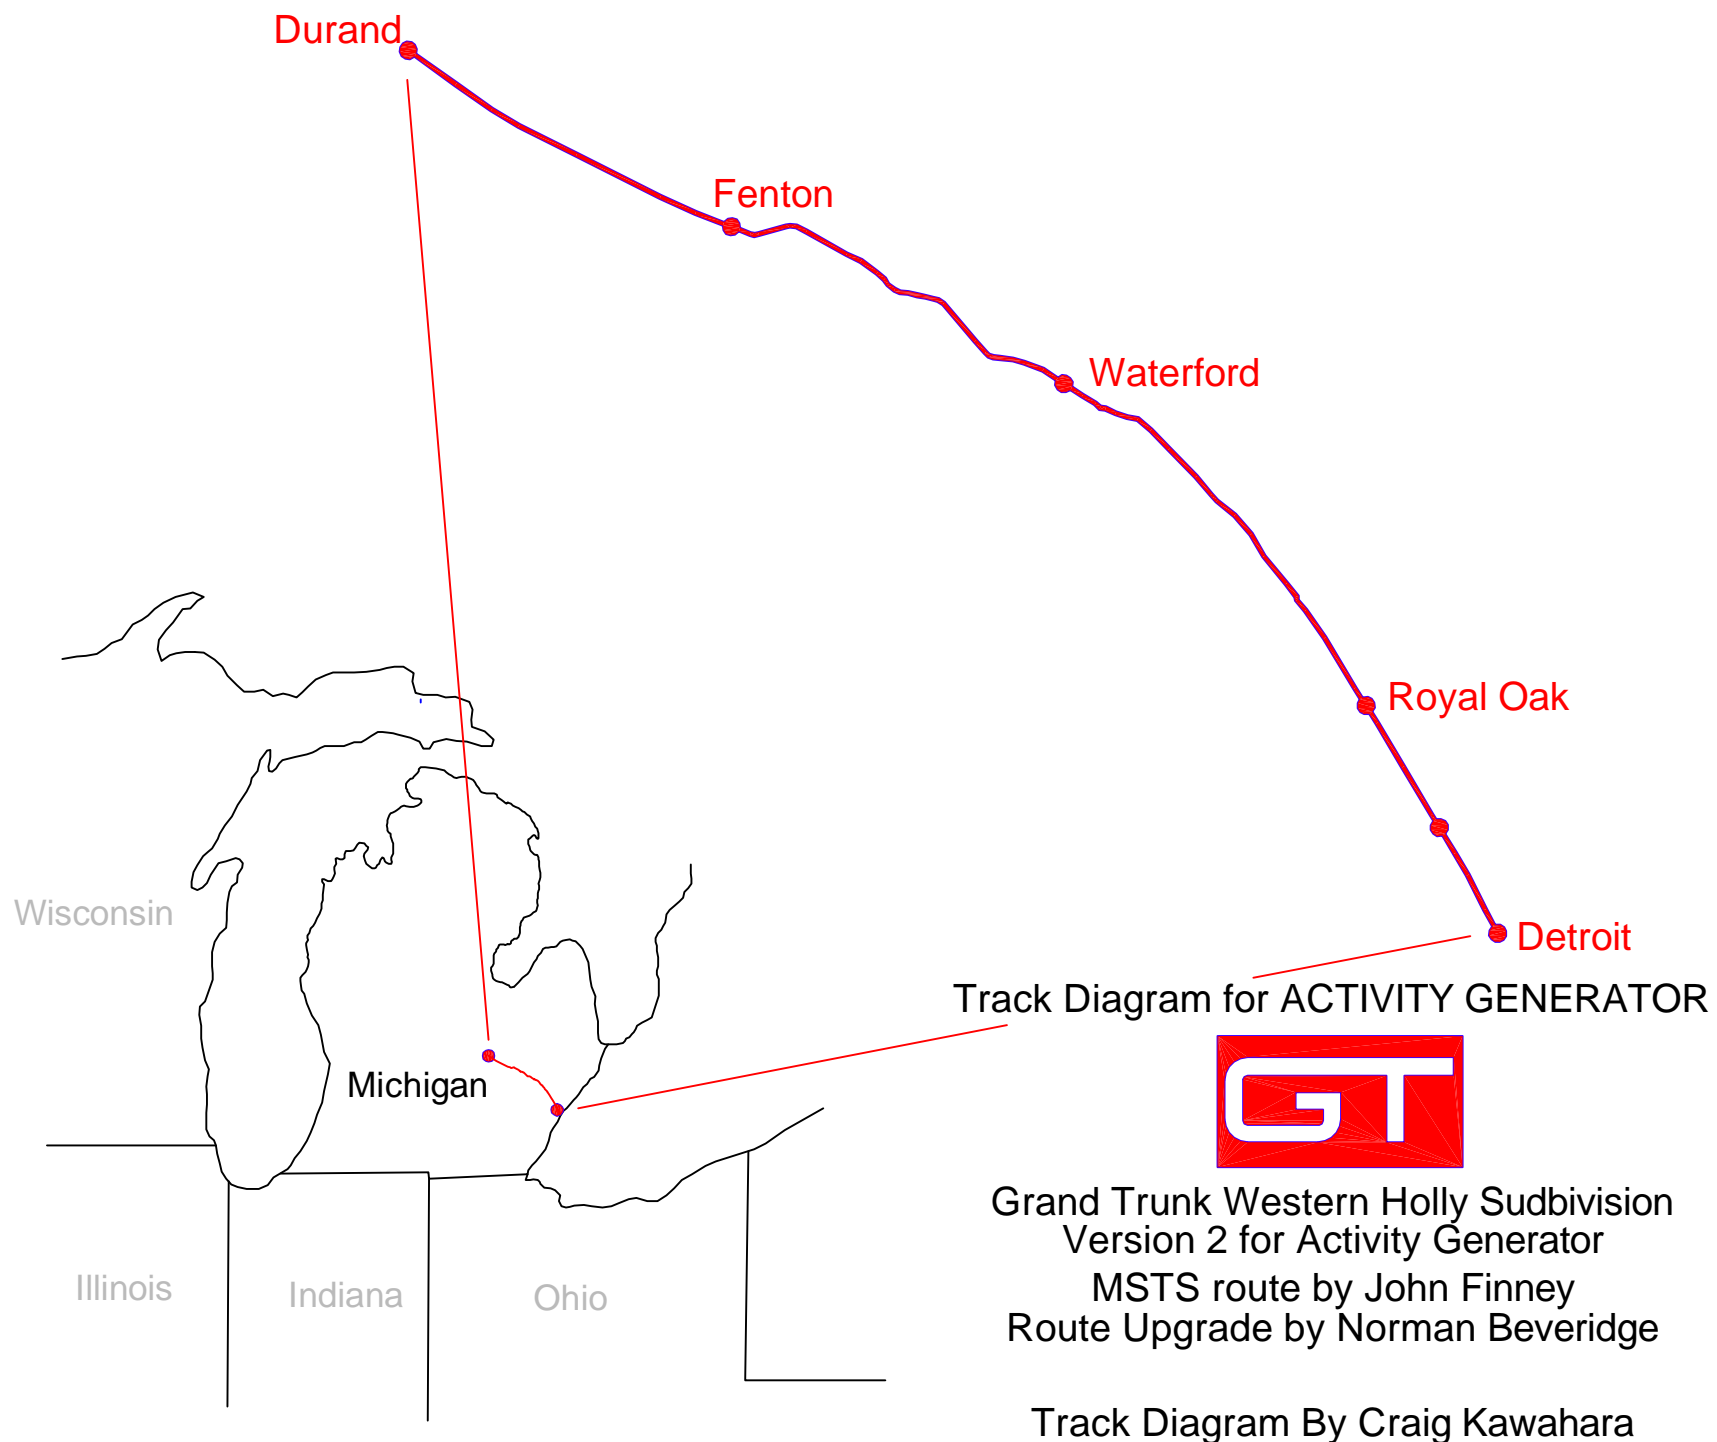 Durand
Fenton
Waterford
Royal Oak
Wisconsin
Detroit
Track Diagram for ACTIVITY GENERATOR
Michigan
GT
Grand Trunk Western Holly Sudbivision
Version 2 for Activity Generator
Illinois
Indiana
Ohio
MSTS route by John Finney
Route Upgrade by Norman Beveridge
Track Diagram By Craig Kawahara